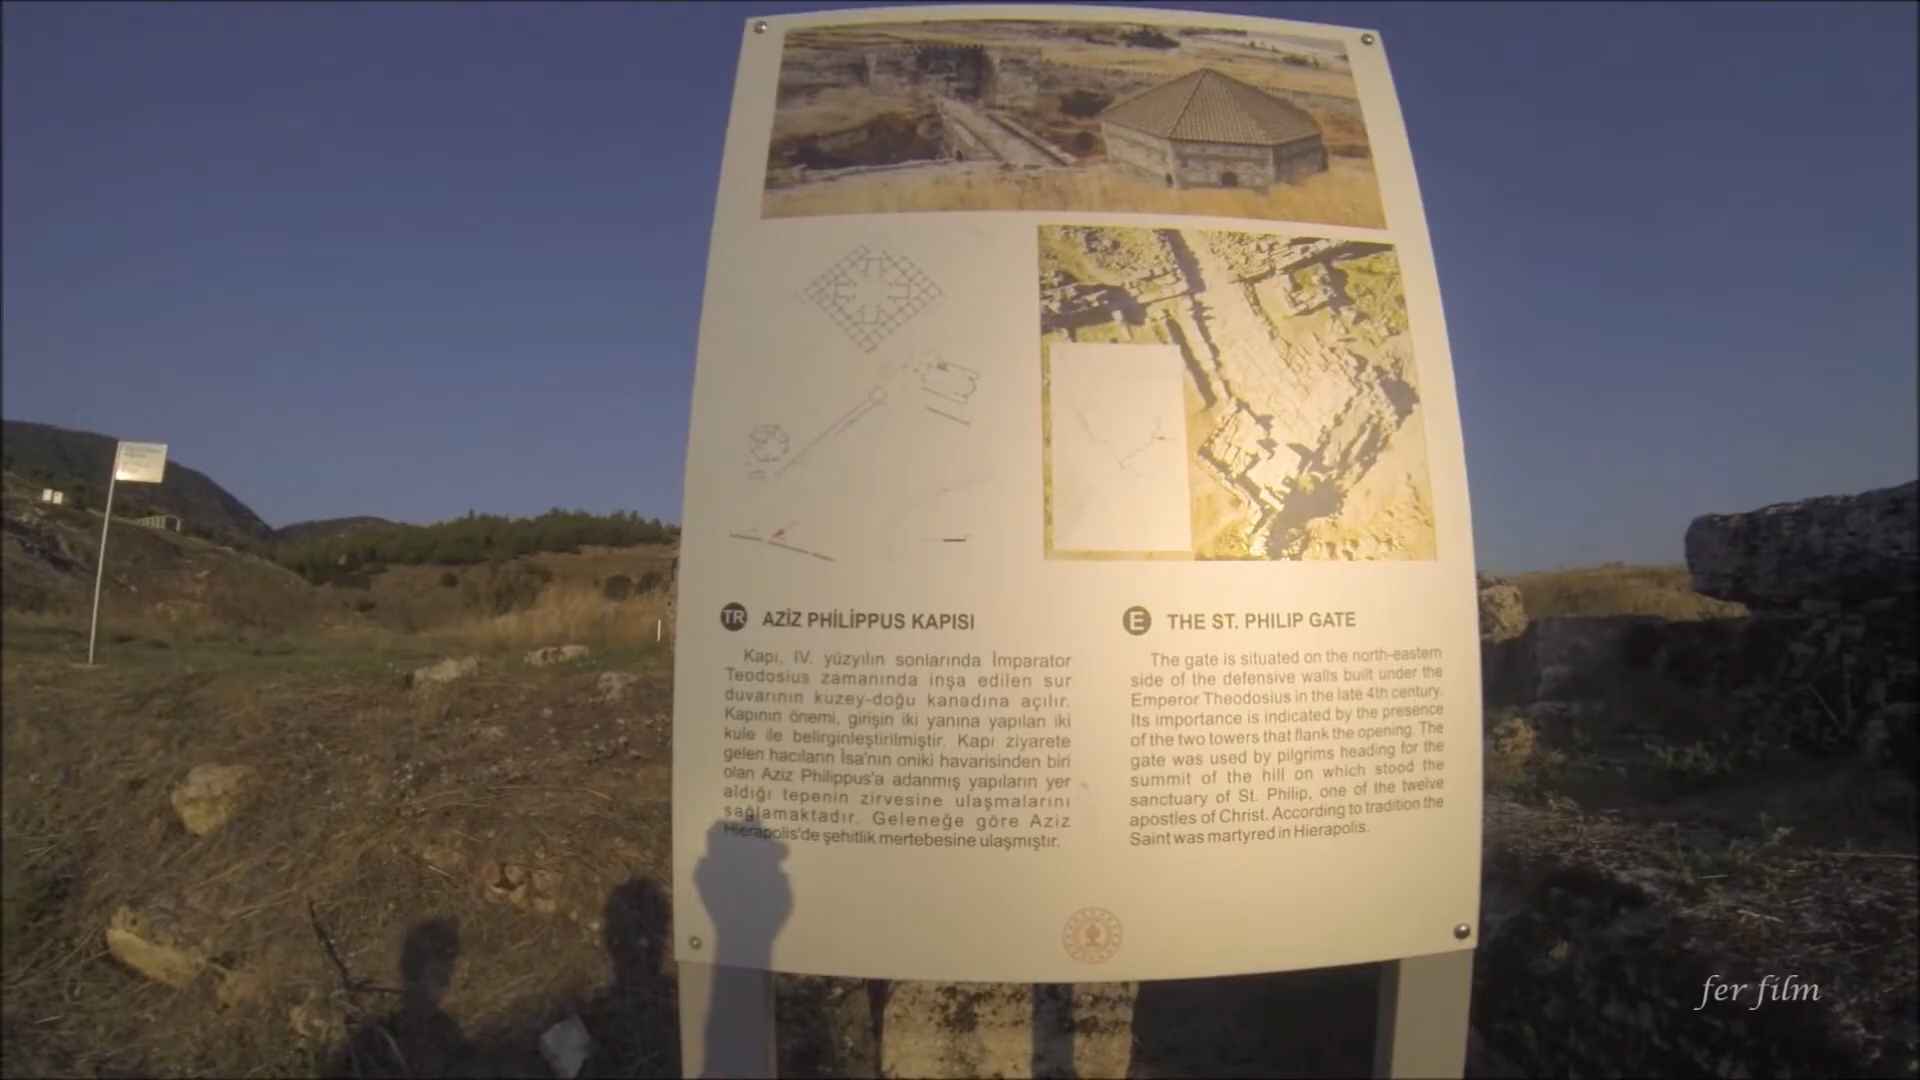 TR AZİZ PHİLİPPUS KAPISI
Kapı, IV. yüzyılın sonlarında İmparator
Teodosius zamanında inşa edilen sur
duvarının kuzey-doğu kanadına açılır.
Kapının önemi, girişin iki yanına yapılan iki
kule ile belirginleştirilmiştir. Kapı ziyarete
gelen hacıların İsa'nın oniki havarisinden biri
olan Aziz Philippus'a adanmış yapıların yer
aldığı tepenin zirvesine ulaşmalarını
sağlamaktadır. Geleneğe göre Aziz
Hierapolis'de şehitlik mertebesine ulaşmıştır.
E THE ST. PHILIP GATE
The gate is situated on the north-eastern
side of the defensive walls built under the
Emperor Theodosius in the late 4th century.
Its importance is indicated by the presence
of the two towers that flank the opening. The
gate was used by pilgrims heading for the
summit of the hill on which stood the
sanctuary of St. Philip, one of the twelve
apostles of Christ. According to tradition the
Saint was martyred in Hierapolis.
fer film